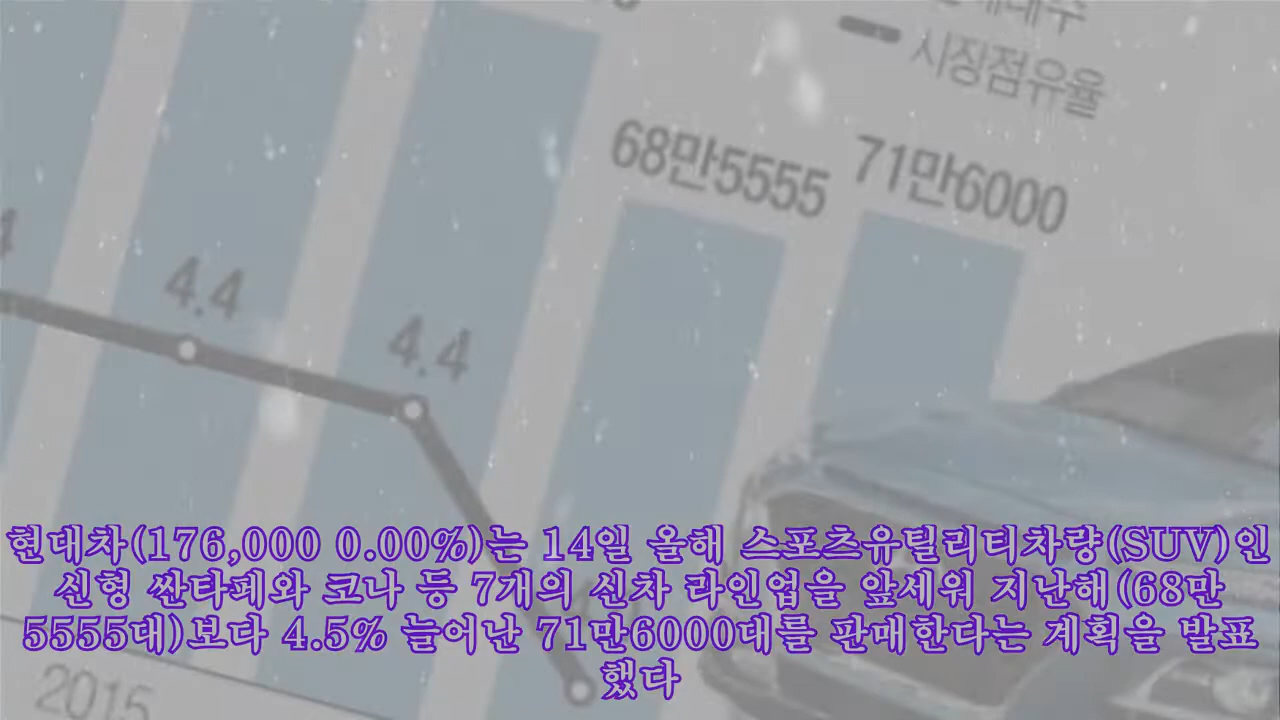 시장점유율
68만5555
71만6000
4.4
4.4
현대차(176,000 0.00%)는 14일 올해 스포츠유틸리티차량(SUV)인
신형 싼타페와 코나 등 7개의 신차 라인업을 앞세워 지난해(68만
5555대)보다 4.5% 늘어난 71만6000대를 판매한다는 계획을 발표
했다
2015